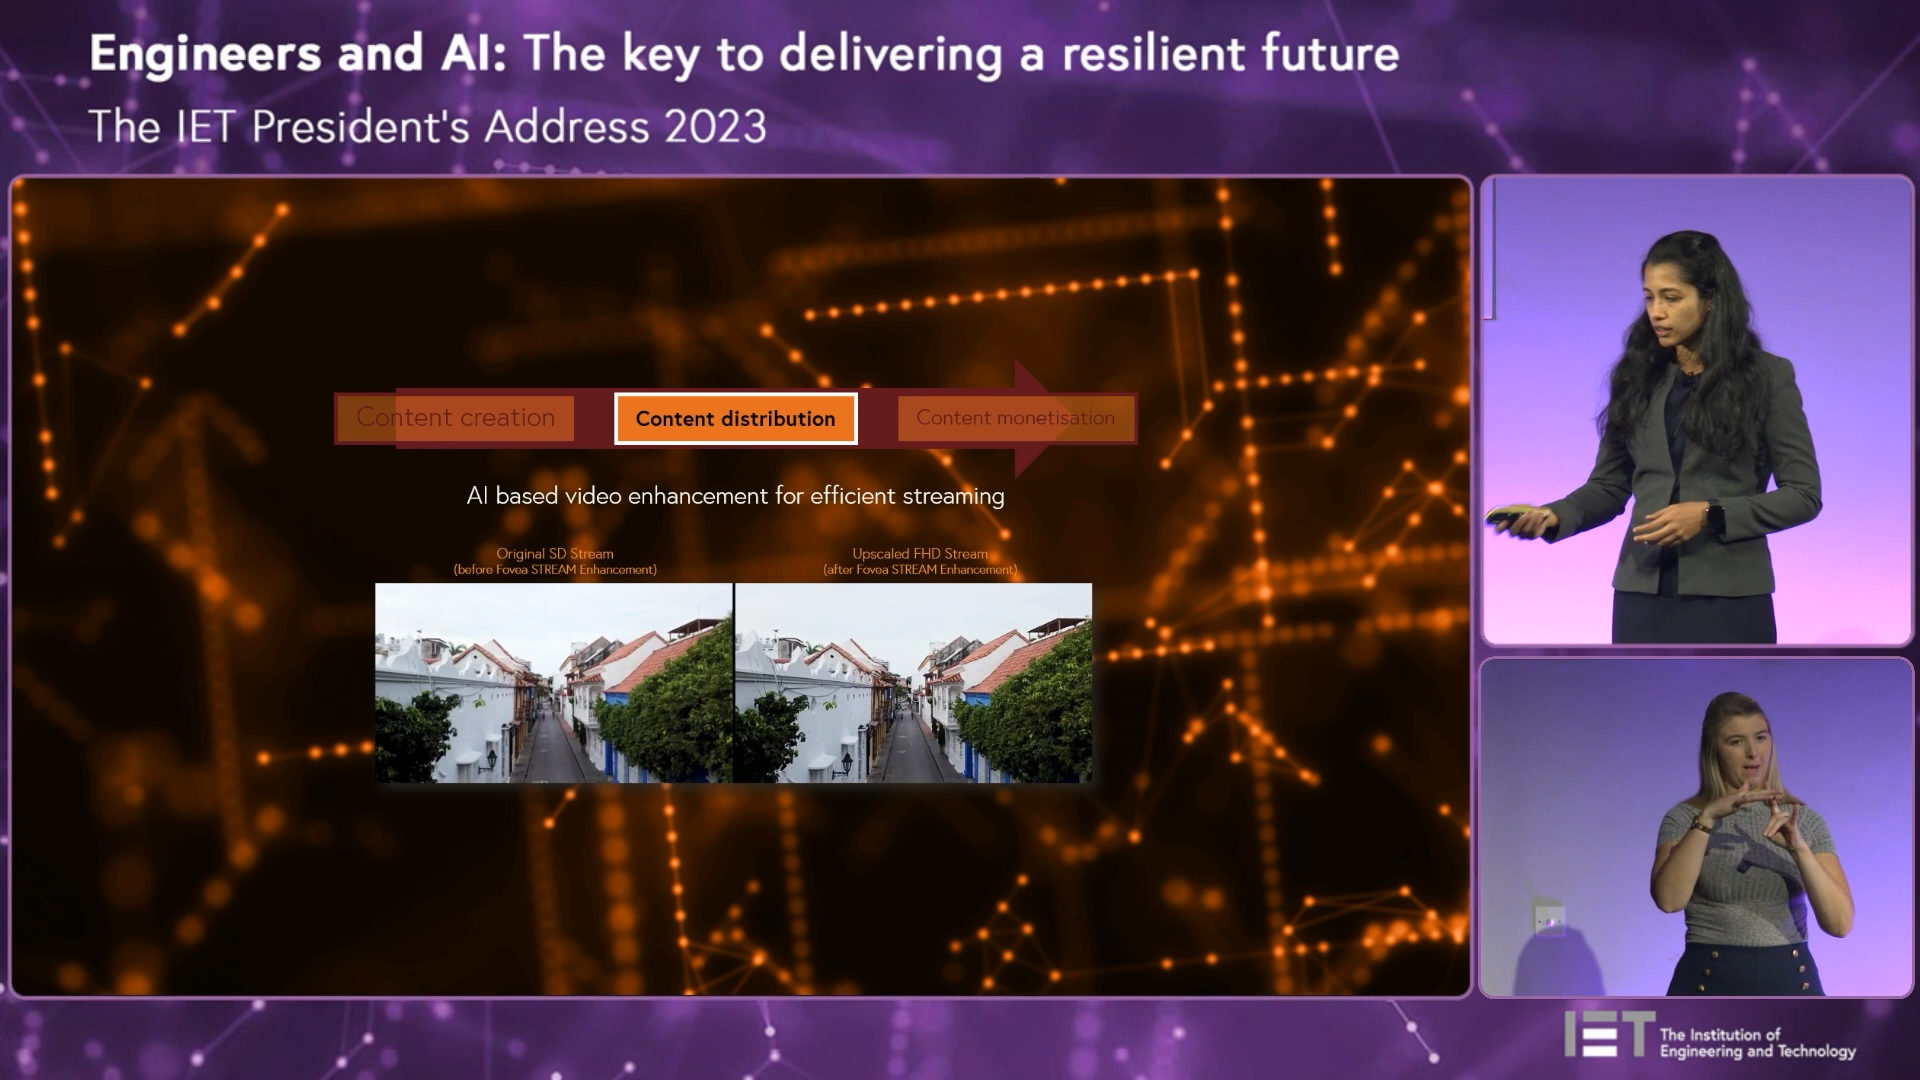 Engineers and AI: The key to delivering a resilient future
The IET President's Address 2023
Content creation
Content distribution
Content monetisation
AI based video enhancement for efficient streaming
Original SD Stream
(before Fovea STREAM Enhancement)
Upscaled FHD Stream
(after Fovea STREAM Enhancement)
IET
The Institution of
Engineering and Technology